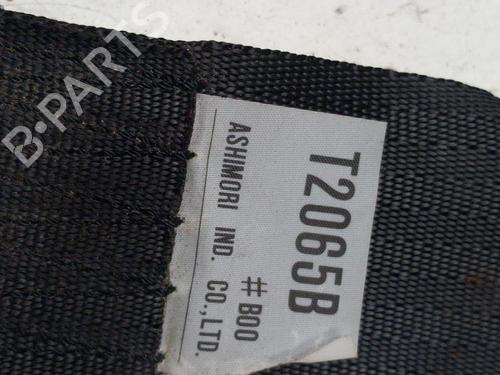 B-PARTS
T2065B
#B00
ASHIMORI IND. CO.,LTD.